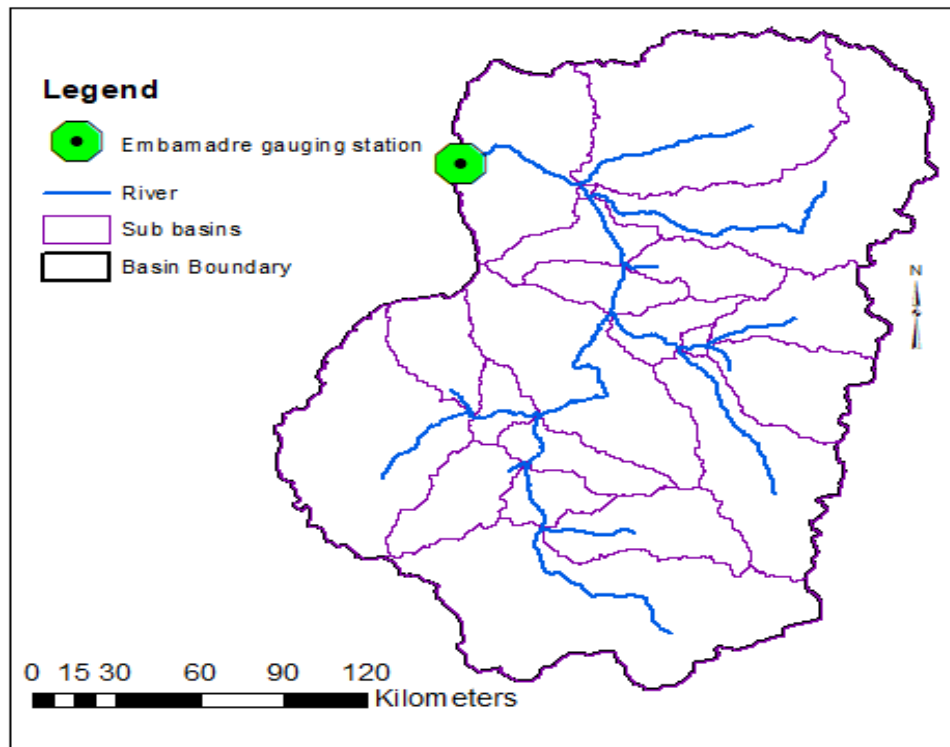 Legend
Embamadre gauging station
River
Sub basins
Basin Boundary
N
0 15 30 60 90 120
Kilometers